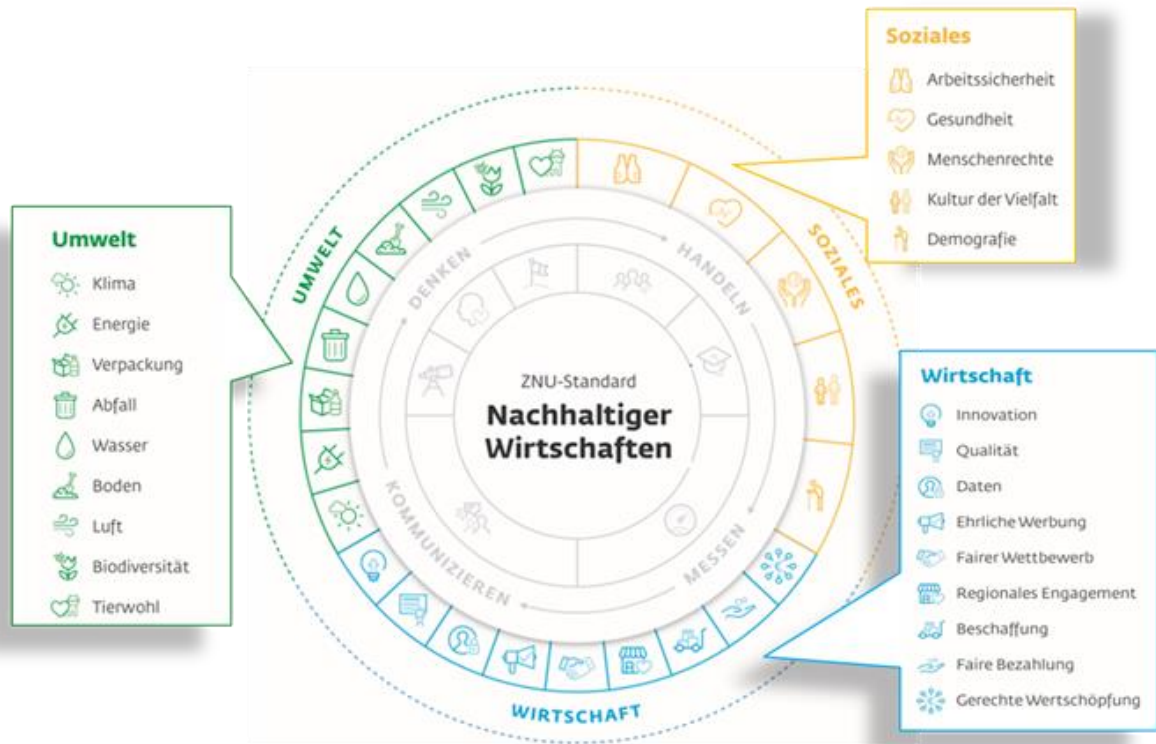 Soziales
Arbeitssicherheit
Gesundheit
Menschenrechte
Kultur der Vielfalt
Demografie
Umwelt
Klima
Energie
Verpackung
Abfall
Wasser
Boden
Luft
Biodiversität
Tierwohl
UMWELT
SOZIALES
WIRTSCHAFT
DENKEN
HANDELN
MESSEN
KOMMUNIZIEREN
ZNU-Standard
Nachhaltiger
Wirtschaften
Wirtschaft
Innovation
Qualität
Daten
Ehrliche Werbung
Fairer Wettbewerb
Regionales Engagement
Beschaffung
Faire Bezahlung
Gerechte Wertschöpfung